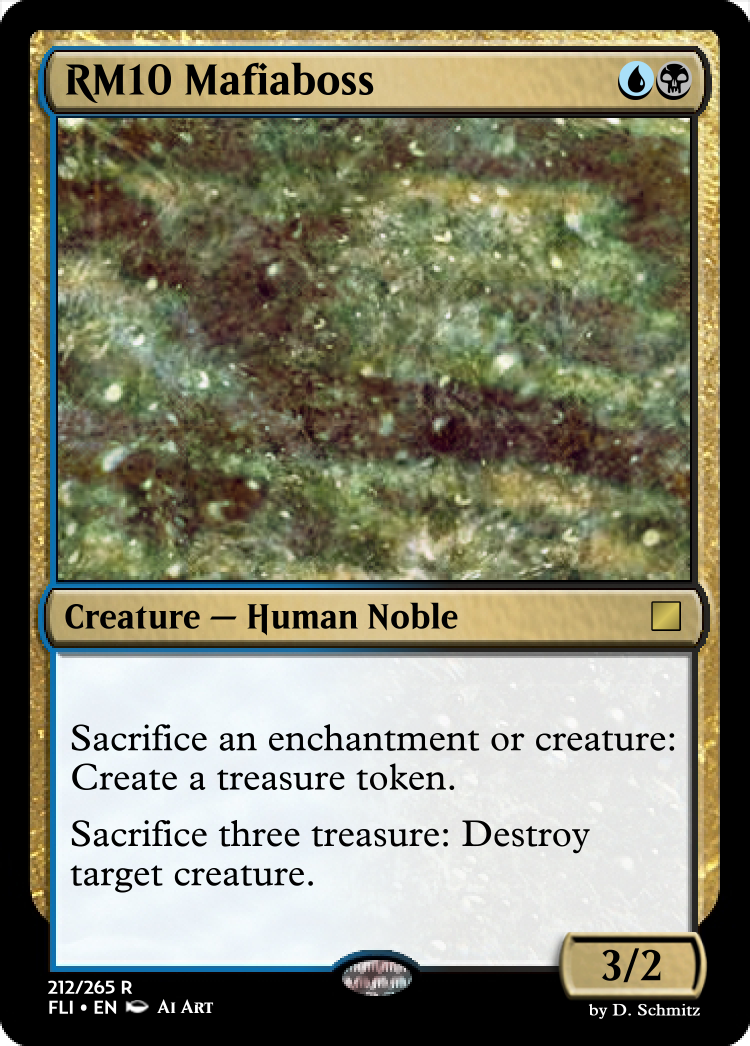 RM10 Mafiaboss
Creature — Human Noble
Sacrifice an enchantment or creature:
Create a treasure token.
Sacrifice three treasure: Destroy
target creature.
3/2
212/265 R
FLI • EN AI ART
by D. Schmitz